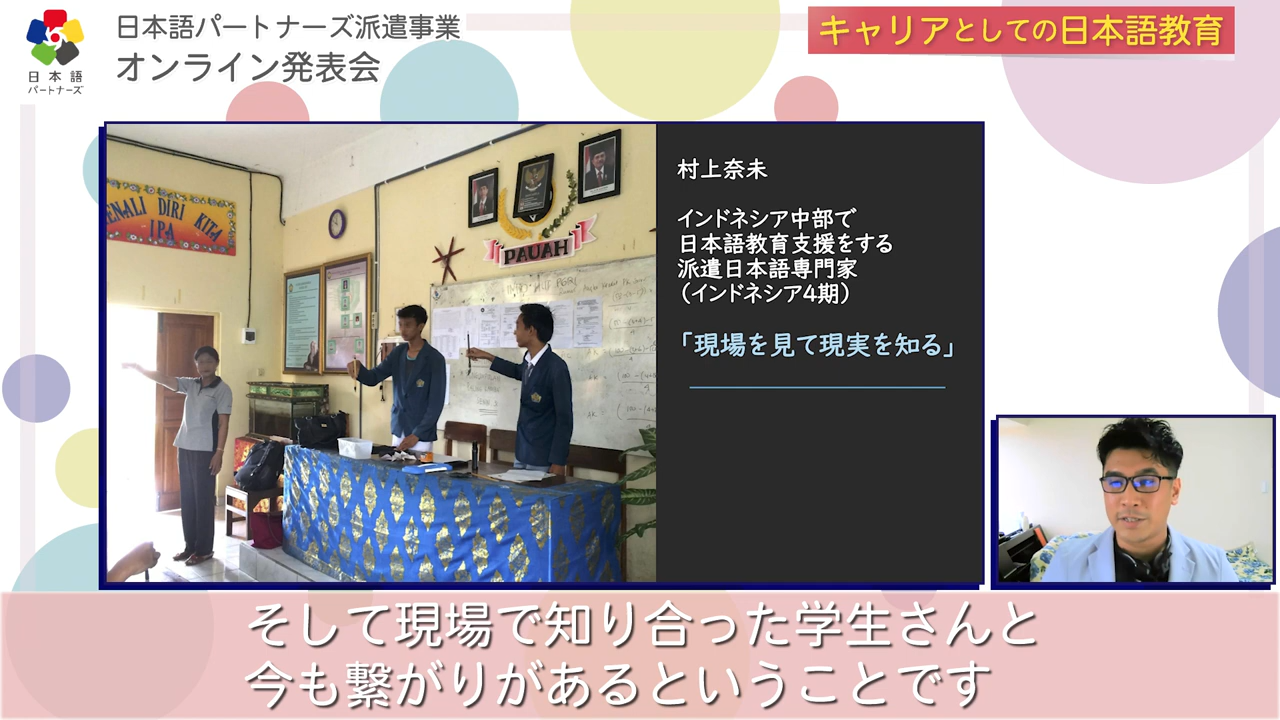 日本語
パートナーズ
日本語パートナーズ派遣事業
オンライン発表会
キャリアとしての日本語教育
ENALI DIRI KITA
IPA
PAUAH
村上奈未
インドネシア中部で
日本語教育支援をする
派遣日本語専門家
（インドネシア4期）
「現場を見て現実を知る」
そして現場で知り合った学生さんと
今も繋がりがあるということです